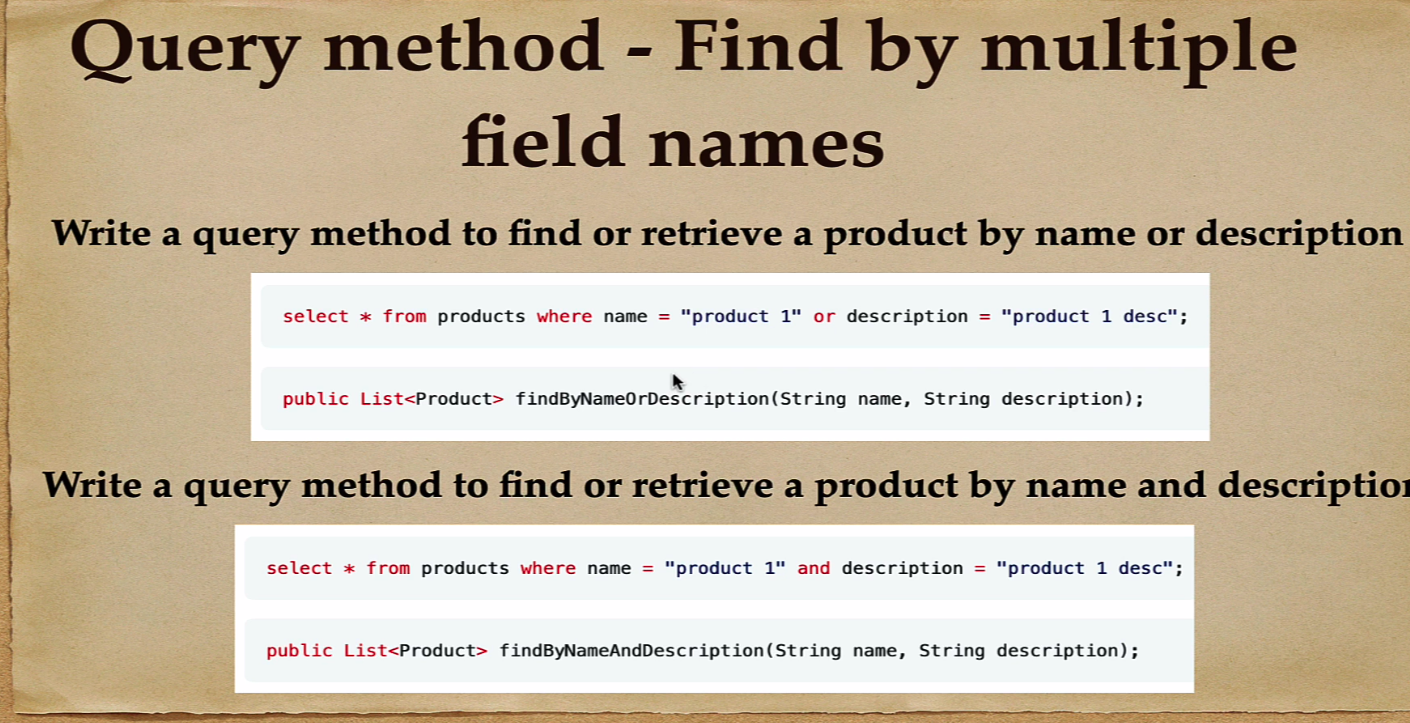 Query method - Find by multiple
field names
Write a query method to find or retrieve a product by name or description
select * from products where name = "product 1" or description = "product 1 desc";
public List<Product> findByNameOrDescription(String name, String description);
Write a query method to find or retrieve a product by name and description
select * from products where name = "product 1" and description = "product 1 desc";
public List<Product> findByNameAndDescription(String name, String description);